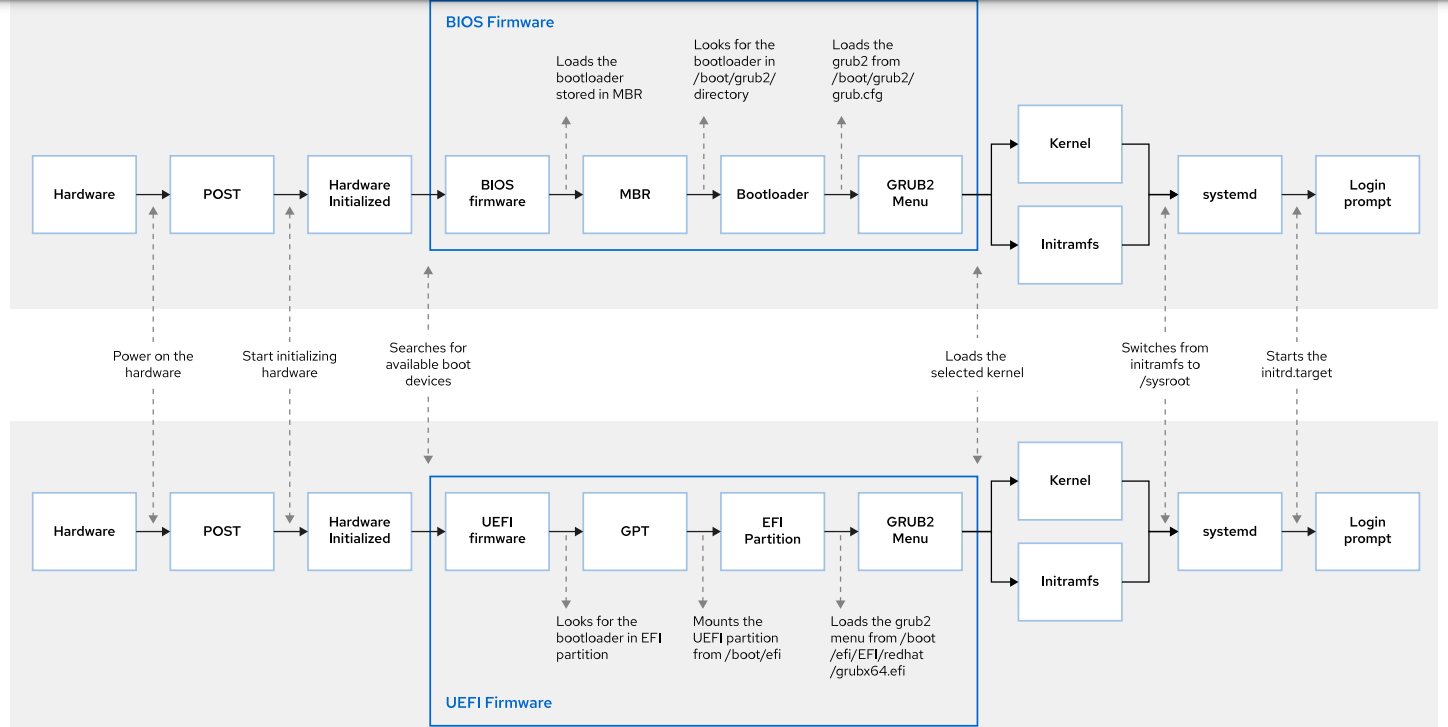 BIOS Firmware
Loads the
bootloader
stored in MBR
Looks for the
bootloader in
/boot/grub2/
directory
Loads the
grub2 from
/boot/grub2/
grub.cfg
Hardware
POST
Hardware
Initialized
BIOS
firmware
MBR
Bootloader
GRUB2
Menu
Kernel
Initramfs
systemd
Login
prompt
Power on the
hardware
Start initializing
hardware
Searches for
available boot
devices
Loads the
selected kernel
Switches from
initramfs to
/sysroot
Starts the
initrd.target
Hardware
POST
Hardware
Initialized
UEFI
firmware
GPT
EFI
Partition
GRUB2
Menu
Kernel
Initramfs
systemd
Login
prompt
Looks for the
bootloader in EFI
partition
Mounts the
UEFI partition
from /boot/efi
Loads the grub2
menu from /boot
/efi/EFI/redhat
/grubx64.efi
UEFI Firmware